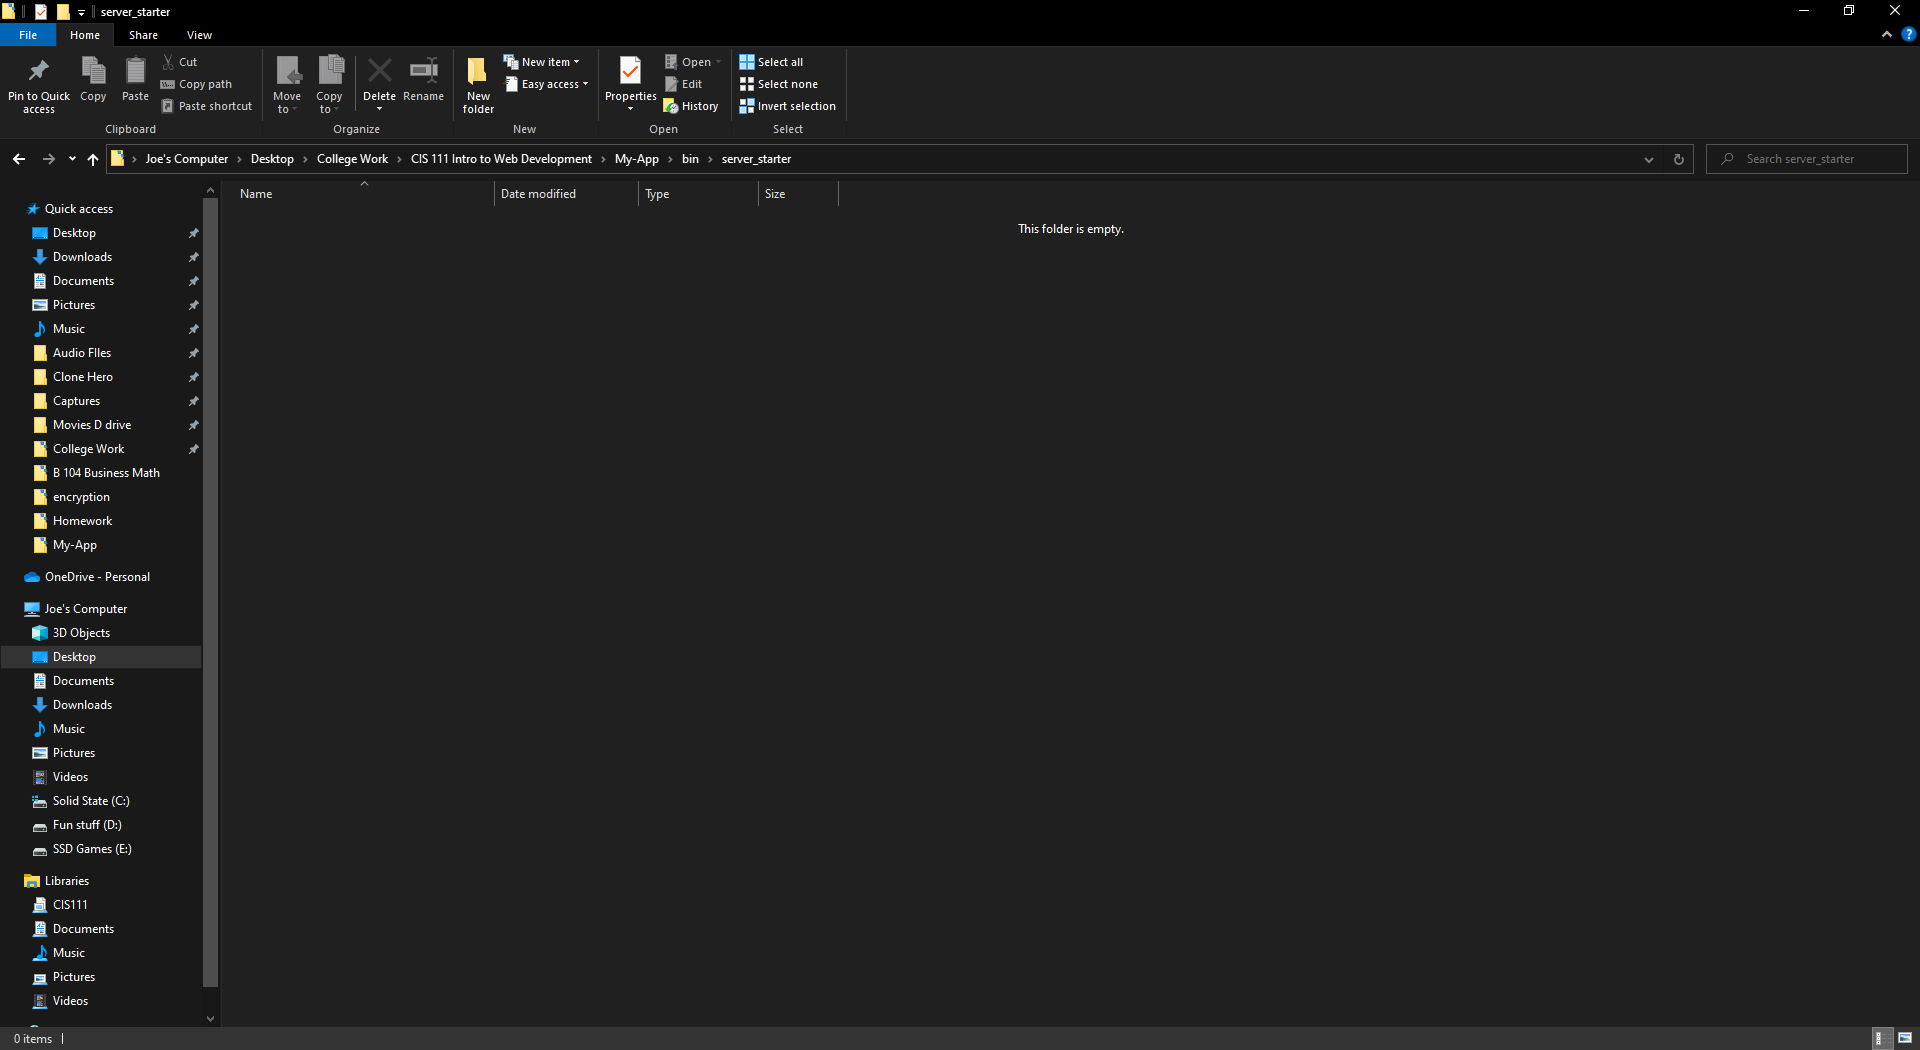 server_starter
File Home Share View
Pin to Quick access
Copy
Paste
Cut
Copy path
Paste shortcut
Clipboard
Move to
Copy to
Delete
Rename
Organize
New folder
New item
Easy access
New
Properties
Open
Edit
History
Open
Select all
Select none
Invert selection
Select
Joe's Computer > Desktop > College Work > CIS 111 Intro to Web Development > My-App > bin > server_starter
Search server_starter
Name Date modified Type Size
This folder is empty.
Quick access
Desktop
Downloads
Documents
Pictures
Music
Audio FIles
Clone Hero
Captures
Movies D drive
College Work
B 104 Business Math
encryption
Homework
My-App
OneDrive - Personal
Joe's Computer
3D Objects
Desktop
Documents
Downloads
Music
Pictures
Videos
Solid State (C:)
Fun stuff (D:)
SSD Games (E:)
Libraries
CIS111
Documents
Music
Pictures
Videos
0 items